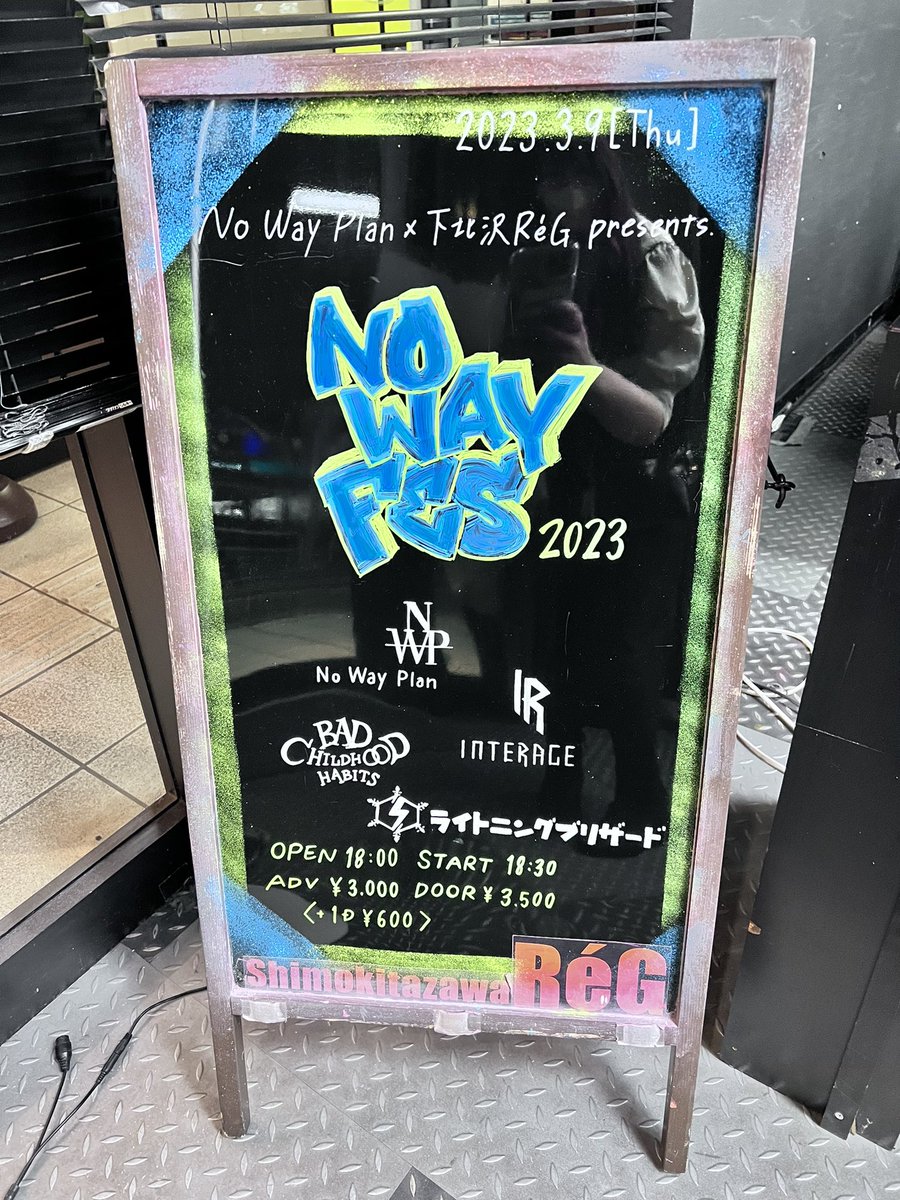 2023.3.9[Thu]
No Way Plan×下北沢RéG presents.
NO
WAY
FES 2023
NWP
No Way Plan
IR
INTERAGE
BAD
CHILDHOOD
HABITS
ライトニングブリザード
OPEN 18:00 START 18:30
ADV ¥3.000 DOOR ¥3.500
〈+1D ¥600〉
Shimokitazawa RéG